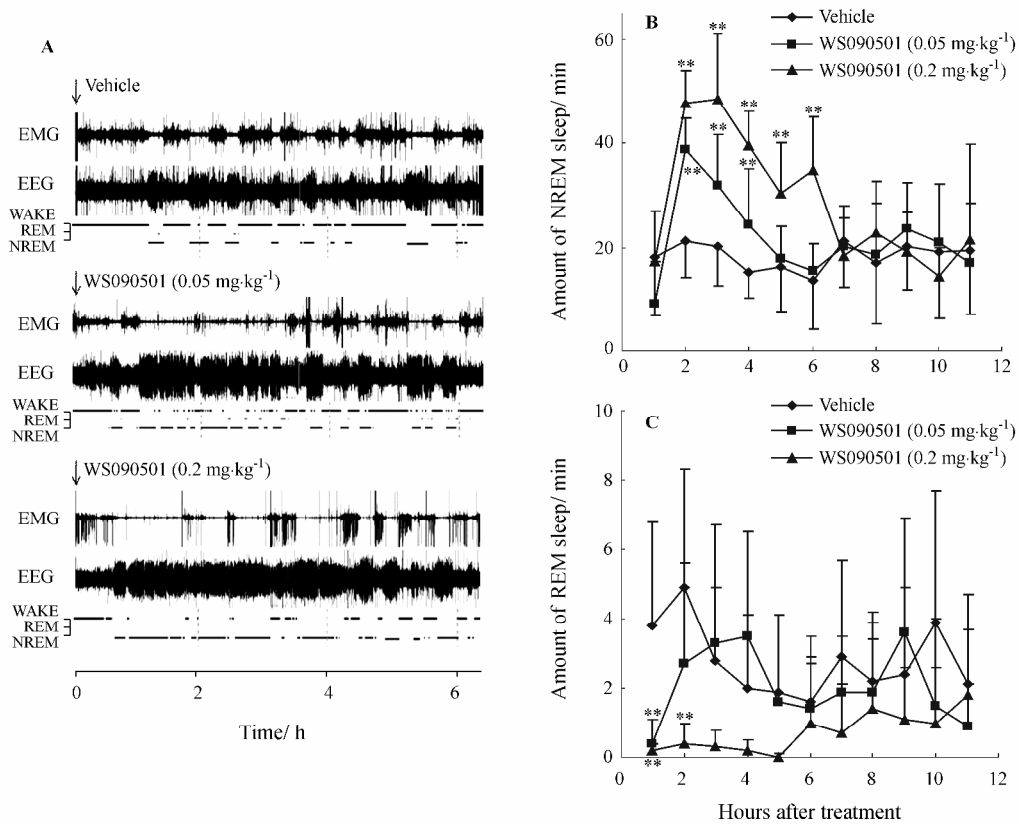 A
Vehicle
EMG
EEG
WAKE
REM
NREM
WS090501 (0.05 mg·kg⁻¹)
EMG
EEG
WAKE
REM
NREM
WS090501 (0.2 mg·kg⁻¹)
EMG
EEG
WAKE
REM
NREM
0 2 4 6
Time/ h
B
Vehicle
WS090501 (0.05 mg·kg⁻¹)
WS090501 (0.2 mg·kg⁻¹)
Amount of NREM sleep/ min
60
40
20
0
** ** ** ** **
** ** **
0 2 4 6 8 10 12
C
Vehicle
WS090501 (0.05 mg·kg⁻¹)
WS090501 (0.2 mg·kg⁻¹)
Amount of REM sleep/ min
10
8
6
4
2
0
** **
**
0 2 4 6 8 10 12
Hours after treatment